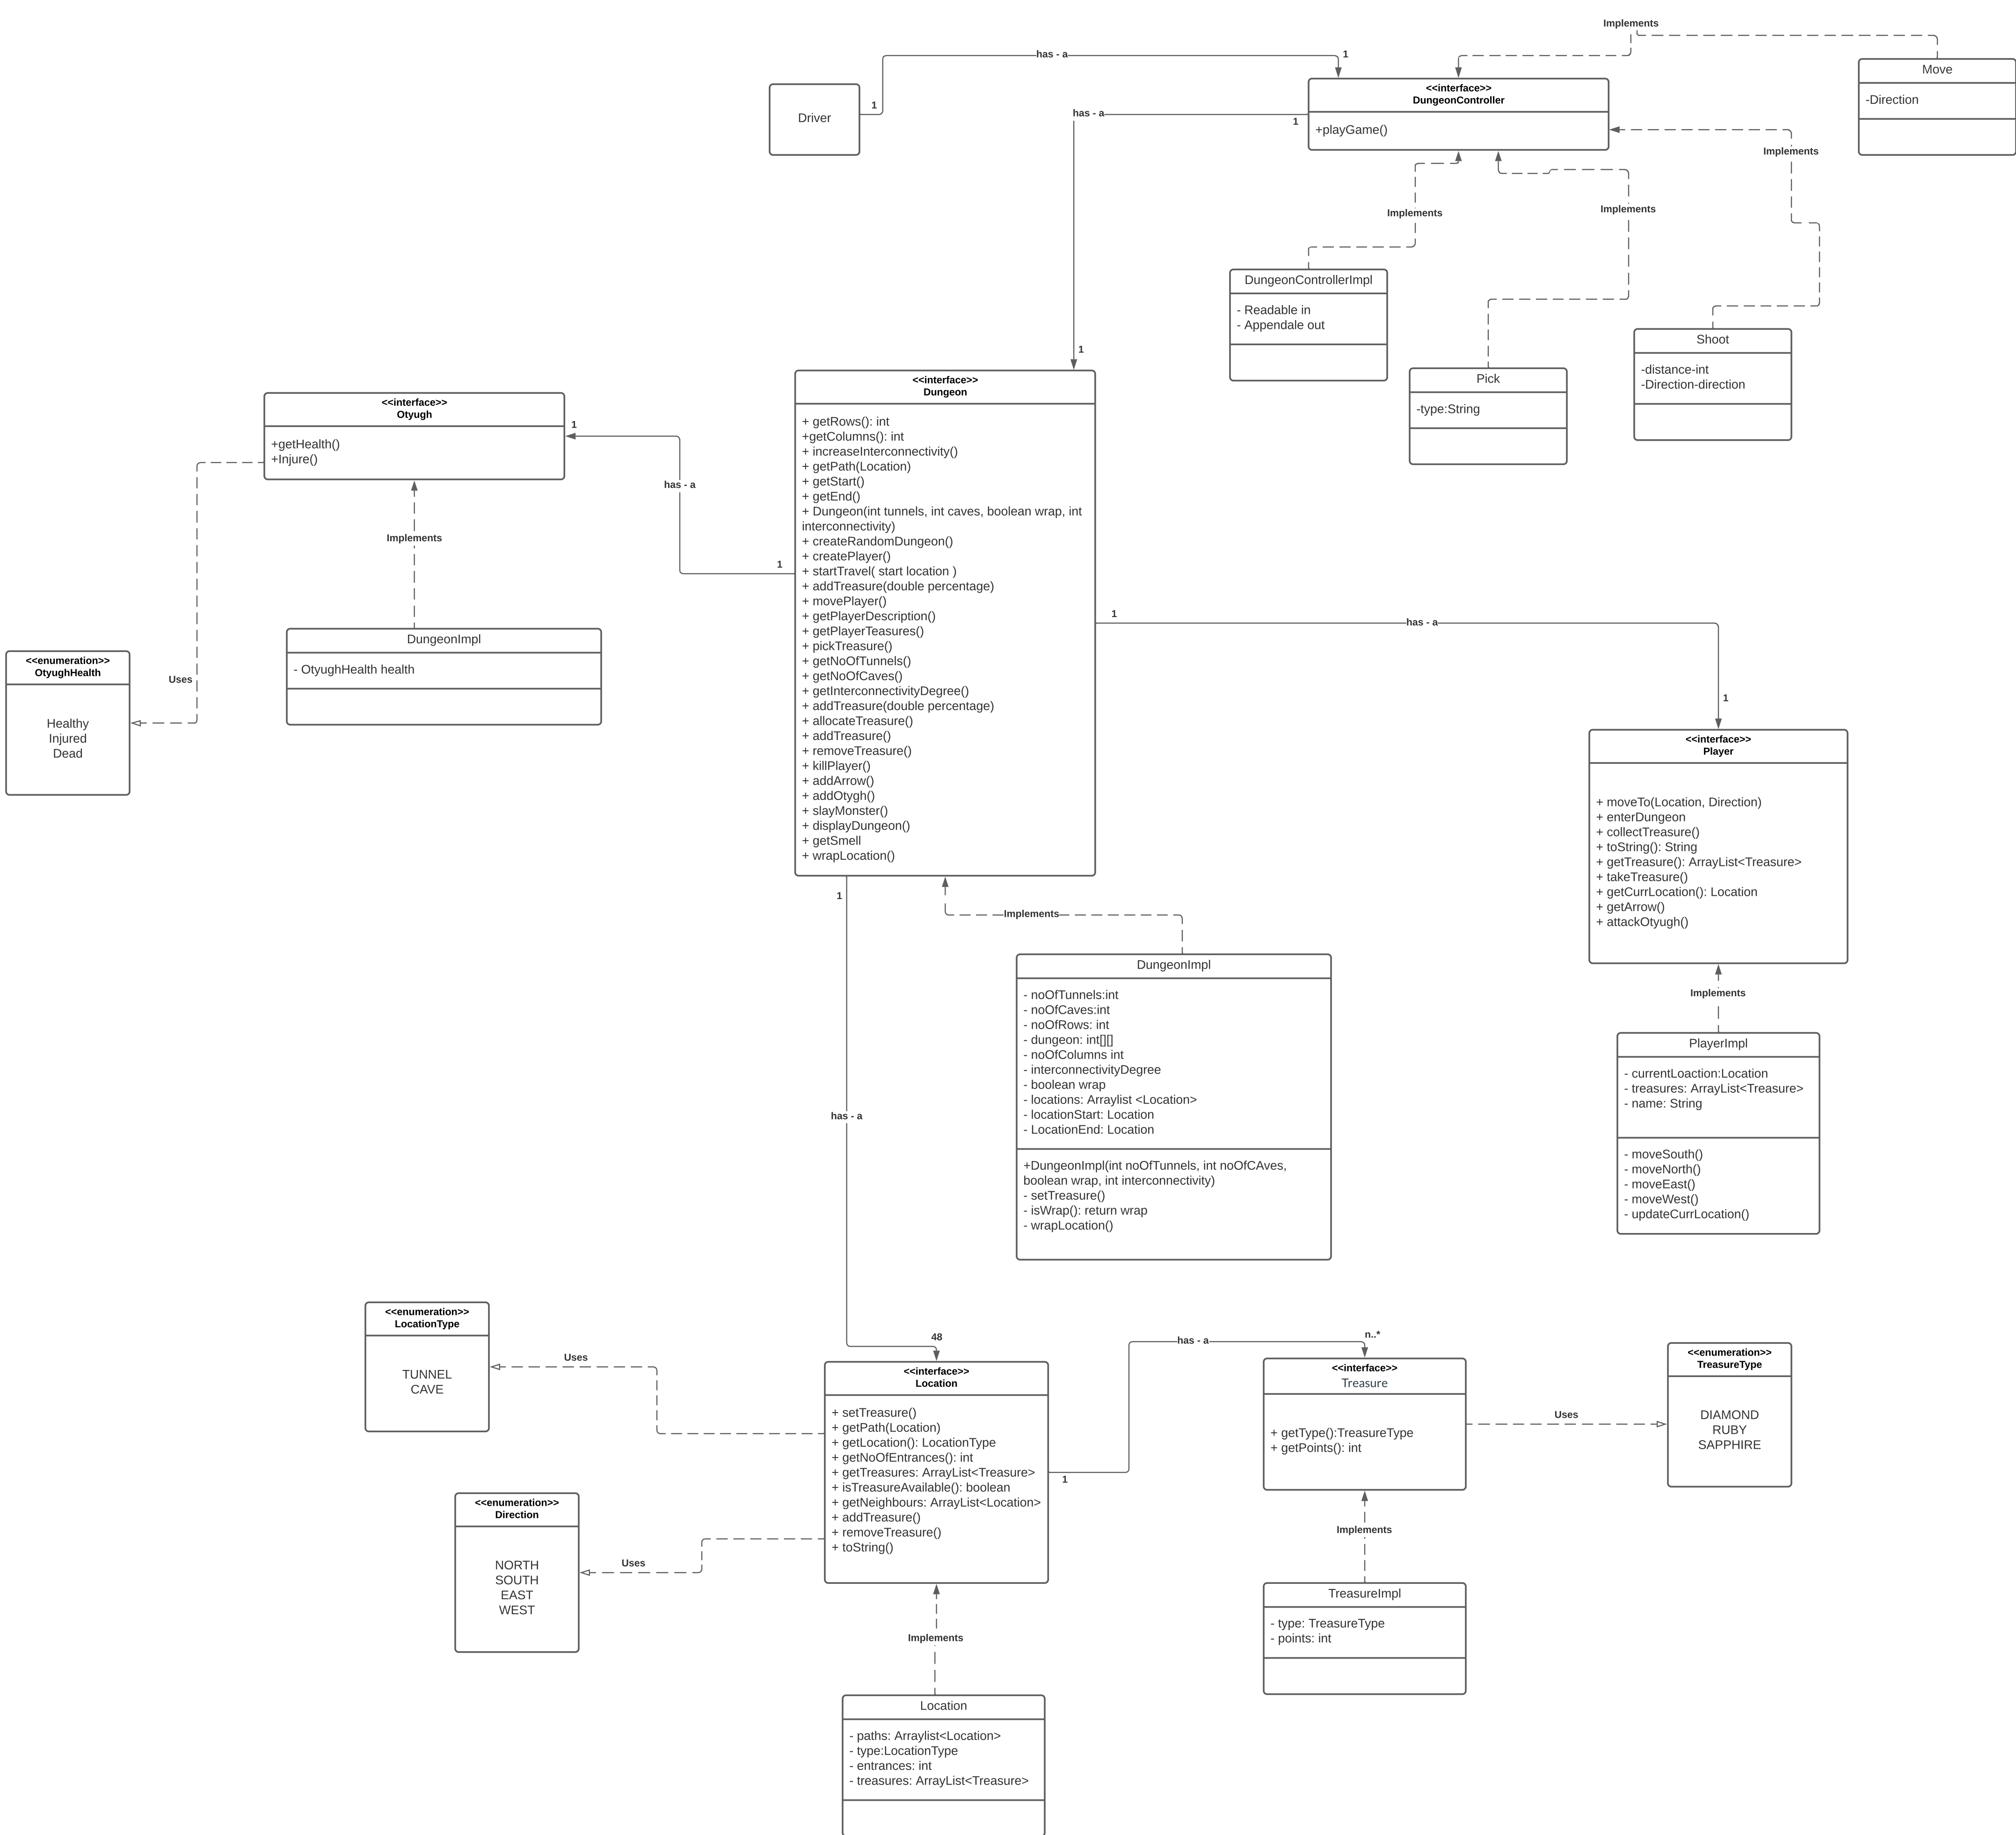 Implements
has - a
1
Move
-Direction
<<interface>>
DungeonController
+playGame()
Driver
1
has - a
1
Implements
Implements
Implements
DungeonControllerImpl
- Readable in
- Appendale out
Pick
-type:String
Shoot
-distance-int
-Direction-direction
1
<<interface>>
Dungeon
+ getRows(): int
+getColumns(): int
+ increaseInterconnectivity()
+ getPath(Location)
+ getStart()
+ getEnd()
+ Dungeon(int tunnels, int caves, boolean wrap, int
interconnectivity)
+ createRandomDungeon()
+ createPlayer()
+ startTravel( start location )
+ addTreasure(double percentage)
+ movePlayer()
+ getPlayerDescription()
+ getPlayerTeasures()
+ pickTreasure()
+ getNoOfTunnels()
+ getNoOfCaves()
+ getInterconnectivityDegree()
+ addTreasure(double percentage)
+ allocateTreasure()
+ addTreasure()
+ removeTreasure()
+ killPlayer()
+ addArrow()
+ addOtygh()
+ slayMonster()
+ displayDungeon()
+ getSmell
+ wrapLocation()
<<interface>>
Otyugh
+getHealth()
+Injure()
1
has - a
1
Implements
DungeonImpl
- OtyughHealth health
Uses
<<enumeration>>
OtyughHealth
Healthy
Injured
Dead
1
has - a
1
<<interface>>
Player
+ moveTo(Location, Direction)
+ enterDungeon
+ collectTreasure()
+ toString(): String
+ getTreasure(): ArrayList<Treasure>
+ takeTreasure()
+ getCurrLocation(): Location
+ getArrow()
+ attackOtyugh()
Implements
PlayerImpl
- currentLoaction:Location
- treasures: ArrayList<Treasure>
- name: String
- moveSouth()
- moveNorth()
- moveEast()
- moveWest()
- updateCurrLocation()
1
Implements
DungeonImpl
- noOfTunnels:int
- noOfCaves:int
- noOfRows: int
- dungeon: int[][]
- noOfColumns int
- interconnectivityDegree
- boolean wrap
- locations: Arraylist <Location>
- locationStart: Location
- LocationEnd: Location
+DungeonImpl(int noOfTunnels, int noOfCAves,
boolean wrap, int interconnectivity)
- setTreasure()
- isWrap(): return wrap
- wrapLocation()
has - a
48
<<enumeration>>
LocationType
TUNNEL
CAVE
Uses
<<enumeration>>
Direction
NORTH
SOUTH
EAST
WEST
Uses
<<interface>>
Location
+ setTreasure()
+ getPath(Location)
+ getLocation(): LocationType
+ getNoOfEntrances(): int
+ getTreasures: ArrayList<Treasure>
+ isTreasureAvailable(): boolean
+ getNeighbours: ArrayList<Location>
+ addTreasure()
+ removeTreasure()
+ toString()
1
has - a
n..*
<<interface>>
Treasure
+ getType():TreasureType
+ getPoints(): int
Uses
<<enumeration>>
TreasureType
DIAMOND
RUBY
SAPPHIRE
Implements
TreasureImpl
- type: TreasureType
- points: int
Implements
Location
- paths: Arraylist<Location>
- type:LocationType
- entrances: int
- treasures: ArrayList<Treasure>